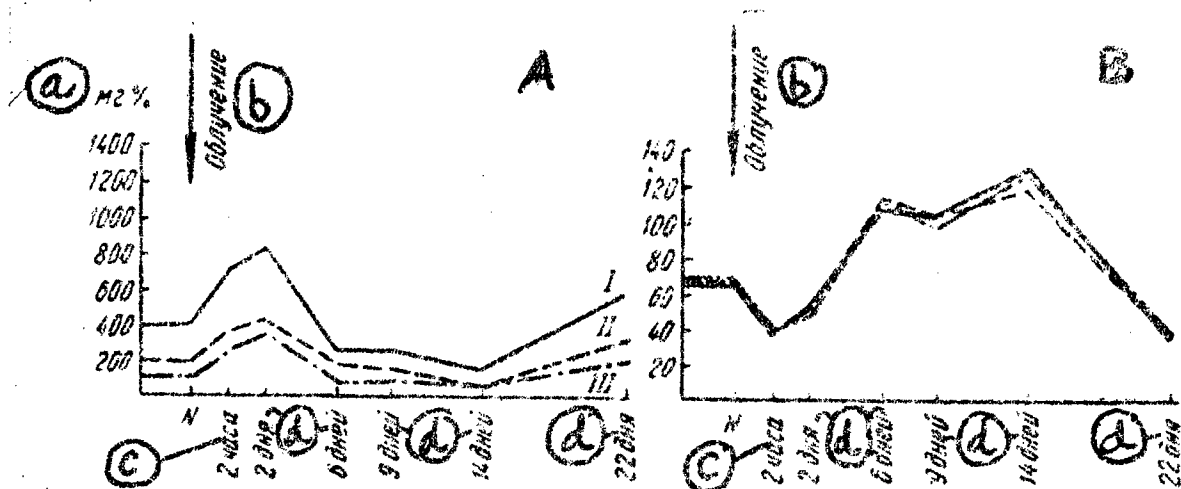 A
B
a
мг %
Облучение
b
Облучение
b
1400
1200
1000
800
600
400
200
I
II
III
140
120
100
80
60
40
20
N
2 часа
2 дня
6 дней
9 дней
14 дней
22 дня
c
d
d
d
N
2 часа
2 дня
6 дней
9 дней
14 дней
22 дня
c
d
d
d